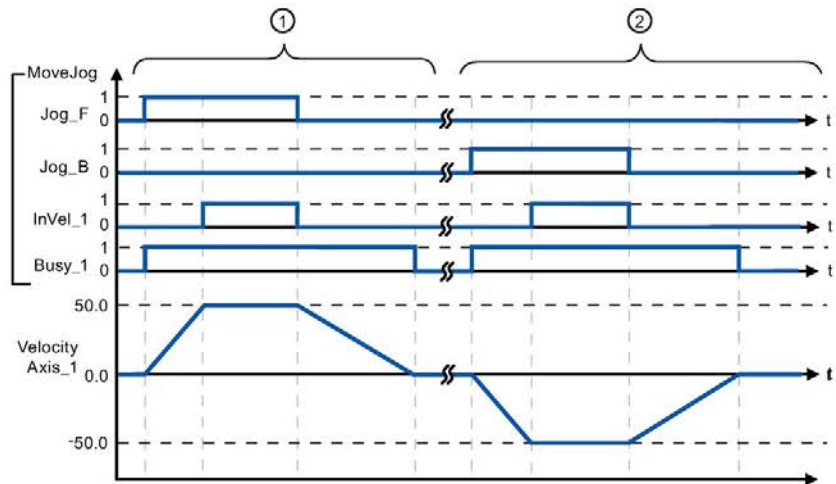 ① ②
MoveJog
1
Jog_F
0
t
1
Jog_B
0
t
1
InVel_1
0
t
1
Busy_1
0
t
50.0
Velocity
Axis_1
0.0
t
-50.0